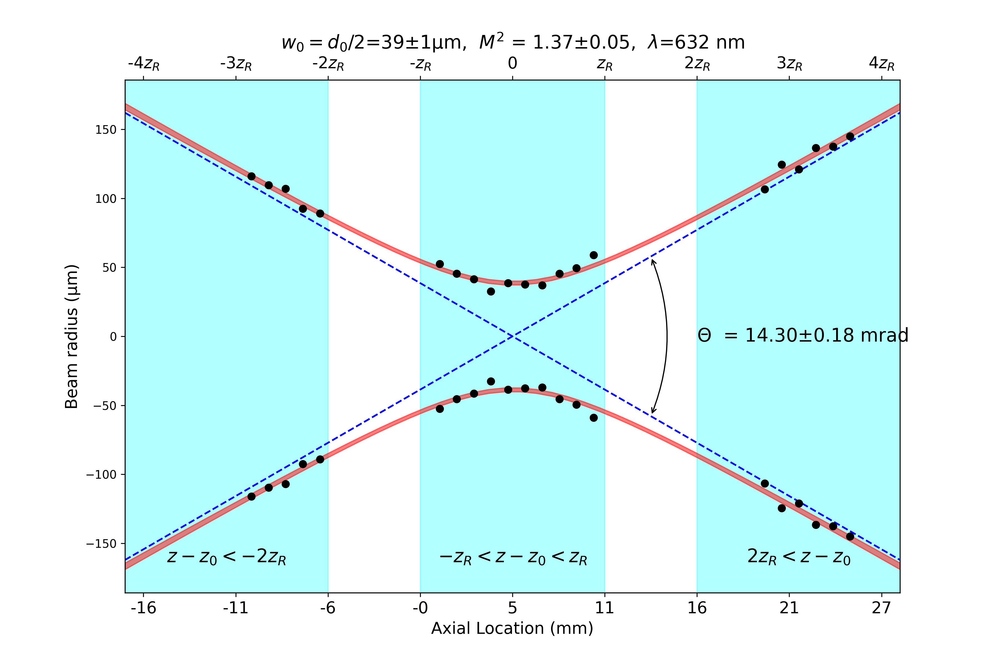 w₀ = d₀/2=39±1μm, M² = 1.37±0.05, λ=632 nm
-4z_R -3z_R -2z_R -z_R 0 z_R 2z_R 3z_R 4z_R
150
100
50
0
−50
−100
−150
Beam radius (μm)
Θ = 14.30±0.18 mrad
z − z₀ < −2z_R −z_R < z − z₀ < z_R 2z_R < z − z₀
-16 -11 -6 -0 5 11 16 21 27
Axial Location (mm)